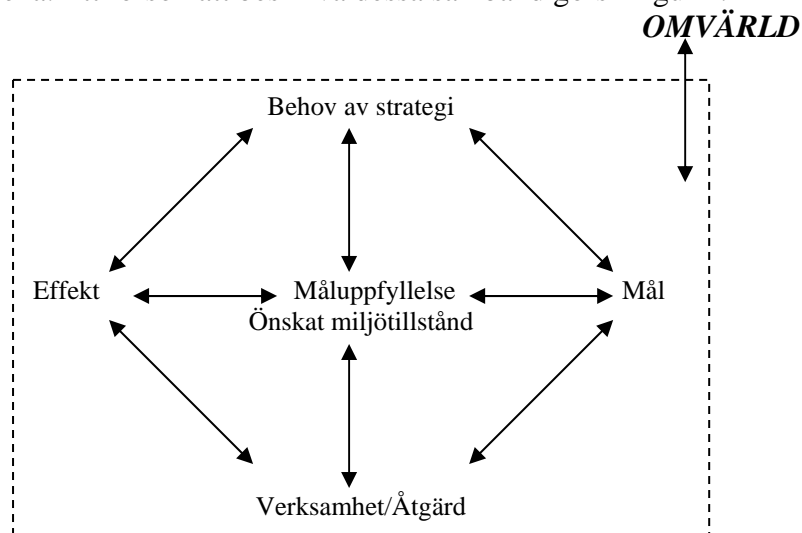 OMVÄRLD
Behov av strategi
Effekt Måluppfyllelse Mål
Önskat miljötillstånd
Verksamhet/Åtgärd